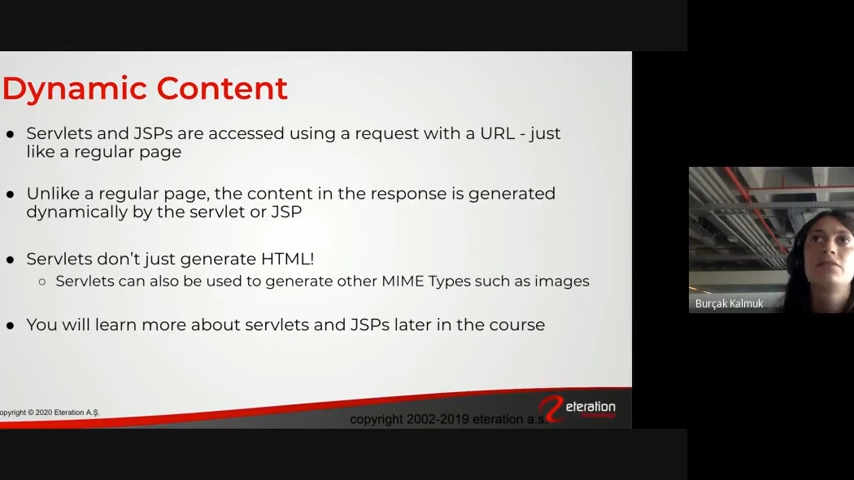 Dynamic Content
● Servlets and JSPs are accessed using a request with a URL - just
like a regular page
● Unlike a regular page, the content in the response is generated
dynamically by the servlet or JSP
● Servlets don't just generate HTML!
○ Servlets can also be used to generate other MIME Types such as images
● You will learn more about servlets and JSPs later in the course
opyright © 2020 Eteration A.Ş.
copyright 2002-2019 eteration a.s.
eteration
Burçak Kalmuk